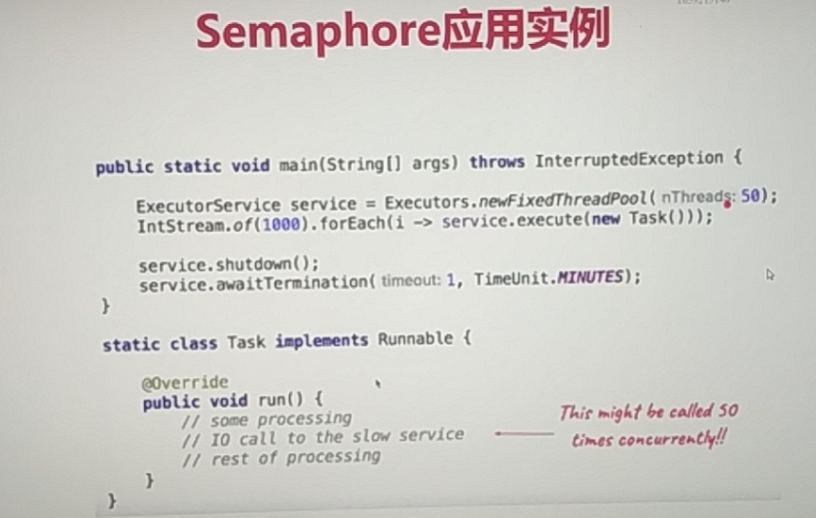 Semaphore应用实例
public static void main(String[] args) throws InterruptedException {
ExecutorService service = Executors.newFixedThreadPool( nThreads: 50);
IntStream.of(1000).forEach(i -> service.execute(new Task()));
service.shutdown();
service.awaitTermination( timeout: 1, TimeUnit.MINUTES);
}
static class Task implements Runnable {
@Override
public void run() {
// some processing
// IO call to the slow service
// rest of processing
}
}
This might be called 50
times concurrently!!